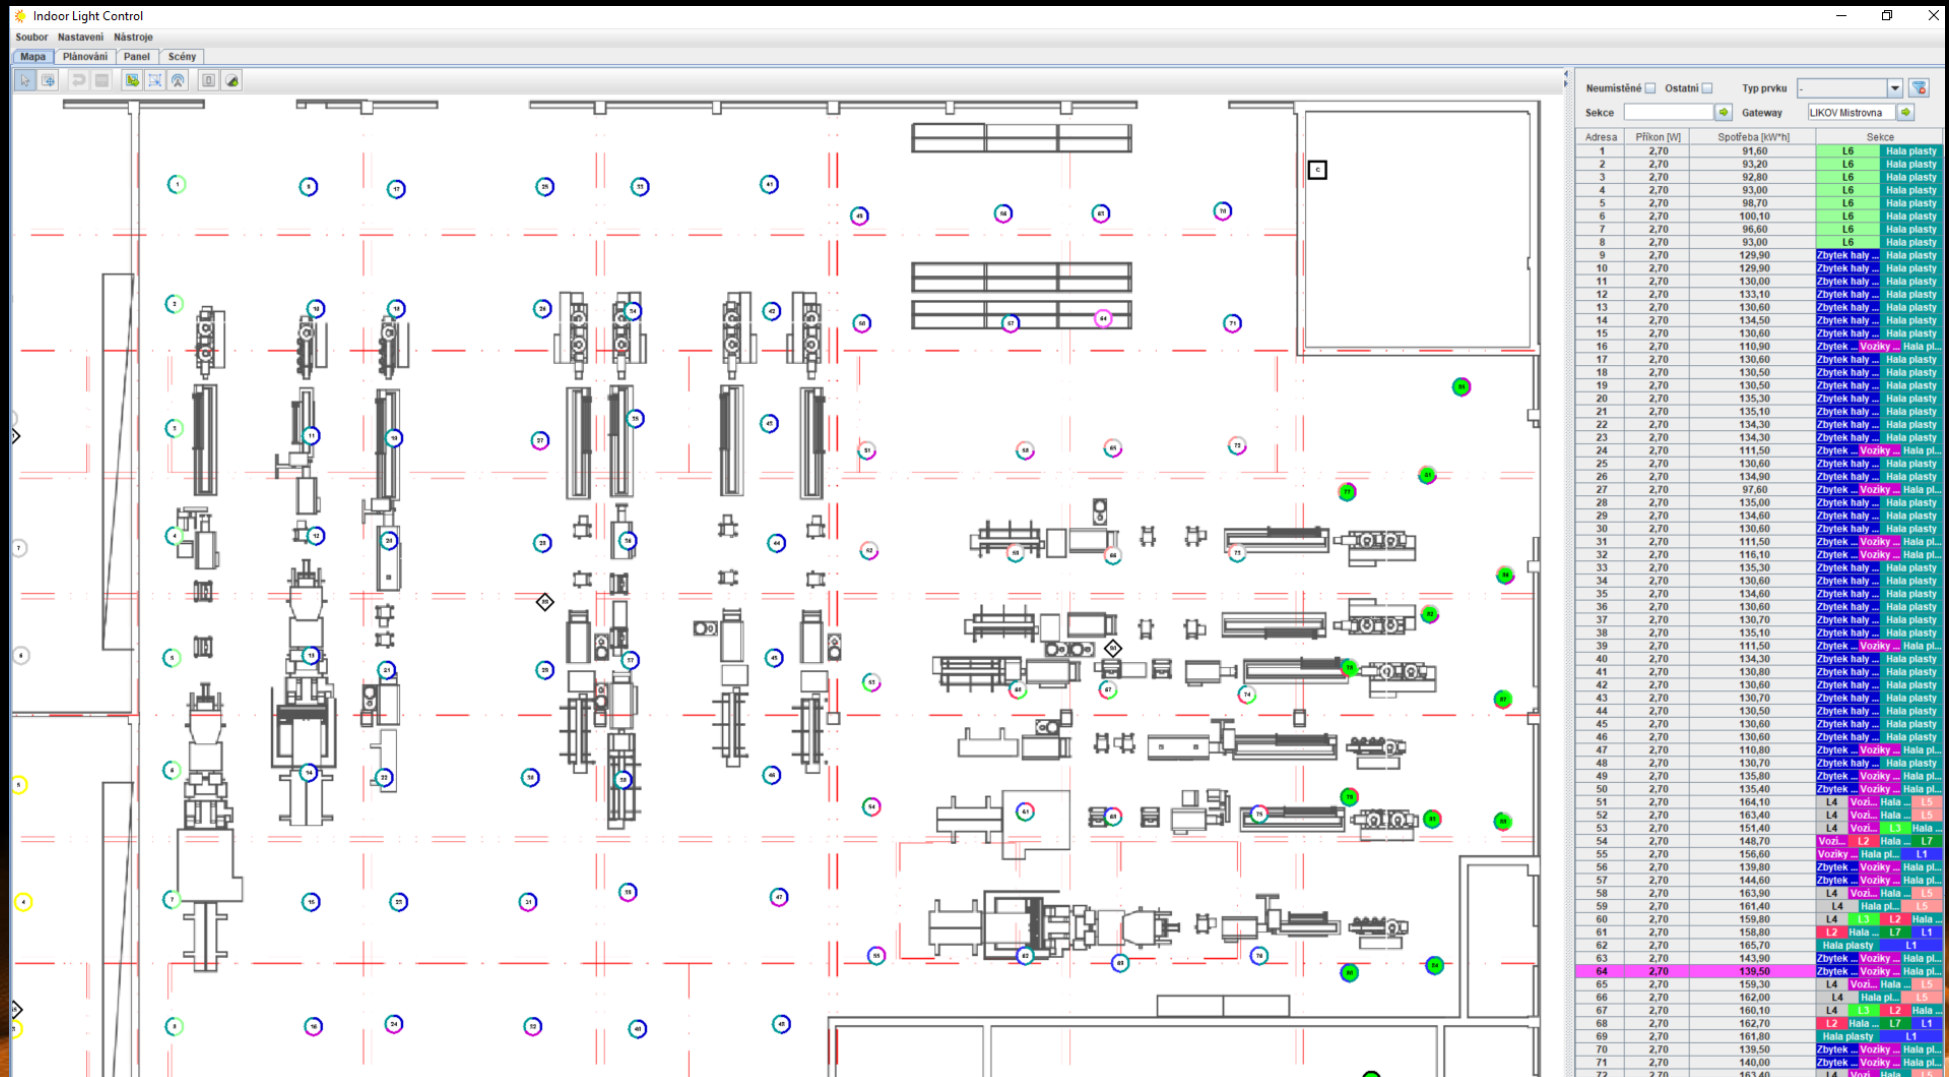 Indoor Light Control
Soubor Nastavení Nástroje
Mapa Plánování Panel Scény
Neumístěné Ostatní Typ prvku -
Sekce Gateway LIKOV Mistrovna
Adresa Příkon [W] Spotřeba [kW*h] Sekce
1 2,70 91,60 L6 Hala plasty
2 2,70 93,20 L6 Hala plasty
3 2,70 92,80 L6 Hala plasty
4 2,70 93,00 L6 Hala plasty
5 2,70 98,70 L6 Hala plasty
6 2,70 100,10 L6 Hala plasty
7 2,70 96,60 L6 Hala plasty
8 2,70 93,00 L6 Hala plasty
9 2,70 129,90 Zbytek haly ... Hala plasty
10 2,70 129,90 Zbytek haly ... Hala plasty
11 2,70 130,00 Zbytek haly ... Hala plasty
12 2,70 133,10 Zbytek haly ... Hala plasty
13 2,70 130,60 Zbytek haly ... Hala plasty
14 2,70 134,50 Zbytek haly ... Hala plasty
15 2,70 130,60 Zbytek haly ... Hala plasty
16 2,70 110,90 Zbytek ... Voziky ... Hala pl...
17 2,70 130,60 Zbytek haly ... Hala plasty
18 2,70 130,50 Zbytek haly ... Hala plasty
19 2,70 130,50 Zbytek haly ... Hala plasty
20 2,70 135,30 Zbytek haly ... Hala plasty
21 2,70 135,10 Zbytek haly ... Hala plasty
22 2,70 134,30 Zbytek haly ... Hala plasty
23 2,70 134,30 Zbytek haly ... Hala plasty
24 2,70 111,50 Zbytek ... Voziky ... Hala pl...
25 2,70 130,60 Zbytek haly ... Hala plasty
26 2,70 134,90 Zbytek haly ... Hala plasty
27 2,70 97,60 Zbytek ... Voziky ... Hala pl...
28 2,70 135,00 Zbytek haly ... Hala plasty
29 2,70 134,60 Zbytek haly ... Hala plasty
30 2,70 130,60 Zbytek haly ... Hala plasty
31 2,70 111,50 Zbytek ... Voziky ... Hala pl...
32 2,70 116,10 Zbytek ... Voziky ... Hala pl...
33 2,70 135,30 Zbytek haly ... Hala plasty
34 2,70 130,60 Zbytek haly ... Hala plasty
35 2,70 134,60 Zbytek haly ... Hala plasty
36 2,70 130,60 Zbytek haly ... Hala plasty
37 2,70 130,70 Zbytek haly ... Hala plasty
38 2,70 135,10 Zbytek haly ... Hala plasty
39 2,70 111,50 Zbytek ... Voziky ... Hala pl...
40 2,70 134,30 Zbytek haly ... Hala plasty
41 2,70 130,80 Zbytek haly ... Hala plasty
42 2,70 130,60 Zbytek haly ... Hala plasty
43 2,70 130,70 Zbytek haly ... Hala plasty
44 2,70 130,50 Zbytek haly ... Hala plasty
45 2,70 130,60 Zbytek haly ... Hala plasty
46 2,70 130,60 Zbytek haly ... Hala plasty
47 2,70 110,80 Zbytek ... Voziky ... Hala pl...
48 2,70 130,70 Zbytek haly ... Hala plasty
49 2,70 135,80 Zbytek ... Voziky ... Hala pl...
50 2,70 135,40 Zbytek ... Voziky ... Hala pl...
51 2,70 164,10 L4 Vozi... Hala ... L5
52 2,70 163,40 L4 Vozi... Hala ... L5
53 2,70 151,40 L4 Vozi... L3 Hala ...
54 2,70 148,70 Vozi... L2 Hala ... L7
55 2,70 156,60 Voziky ... Hala pl... L1
56 2,70 139,80 Zbytek ... Voziky ... Hala pl...
57 2,70 144,60 Zbytek ... Voziky ... Hala pl...
58 2,70 163,90 L4 Vozi... Hala ... L5
59 2,70 161,40 L4 Hala pl... L5
60 2,70 159,80 L4 L3 L2 Hala ...
61 2,70 158,80 L2 Hala ... L7 L1
62 2,70 165,70 Hala plasty L1
63 2,70 143,90 Zbytek ... Voziky ... Hala pl...
64 2,70 139,50 Zbytek ... Voziky ... Hala pl...
65 2,70 159,30 L4 Vozi... Hala ... L5
66 2,70 162,00 L4 Hala pl... L5
67 2,70 160,10 L4 L3 L2 Hala ...
68 2,70 162,70 L2 Hala ... L7 L1
69 2,70 161,80 Hala plasty L1
70 2,70 139,50 Zbytek ... Voziky ... Hala pl...
71 2,70 140,00 Zbytek ... Voziky ... Hala pl...
72 2,70 163,40 L4 Vozi... Hala ... L5